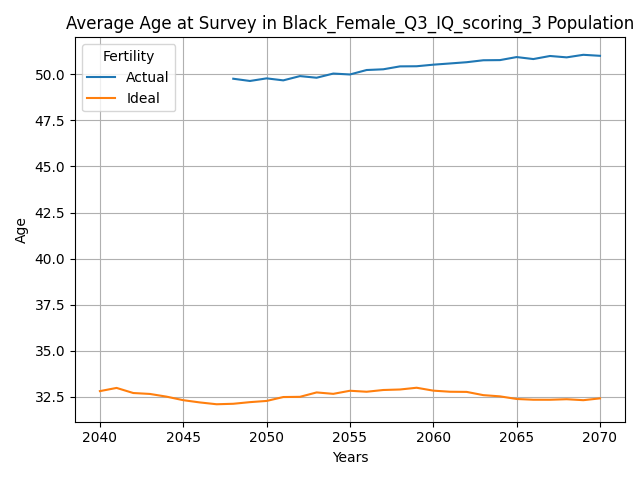 Average Age at Survey in Black_Female_Q3_IQ_scoring_3 Population
Fertility
Actual
Ideal
Age
50.0
47.5
45.0
42.5
40.0
37.5
35.0
32.5
2040
2045
2050
2055
2060
2065
2070
Years